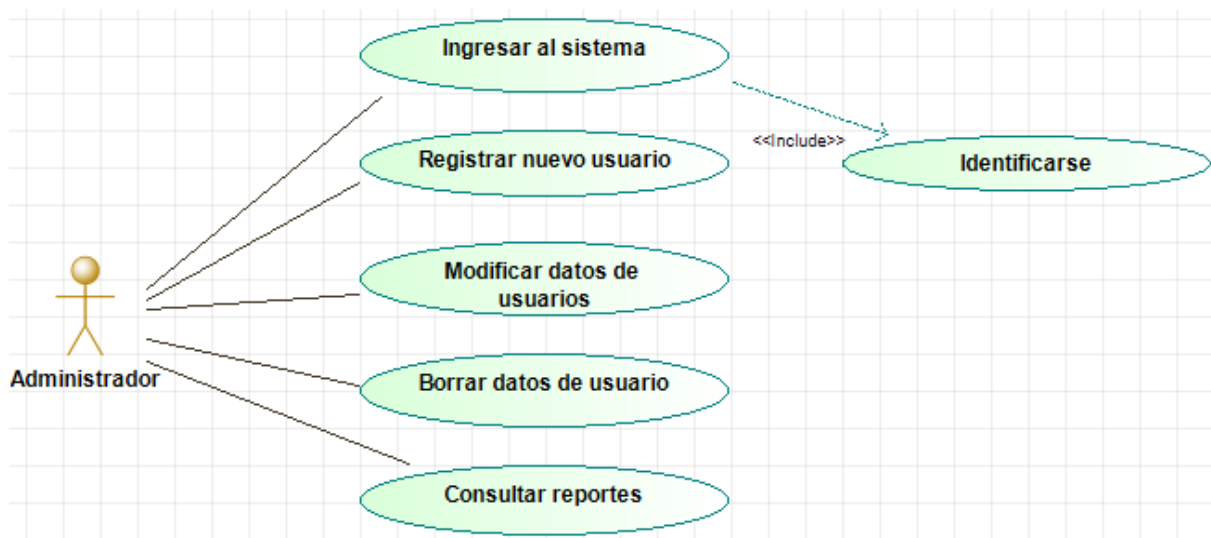 Ingresar al sistema
<<Include>>
Registrar nuevo usuario
Identificarse
Modificar datos de
usuarios
Administrador
Borrar datos de usuario
Consultar reportes